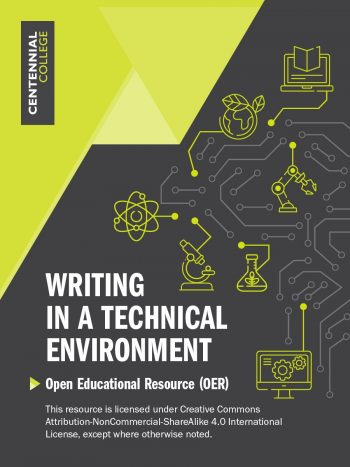 CENTENNIAL
COLLEGE
WRITING
IN A TECHNICAL
ENVIRONMENT
Open Educational Resource (OER)
This resource is licensed under Creative Commons
Attribution-NonCommercial-ShareAlike 4.0 International
License, except where otherwise noted.